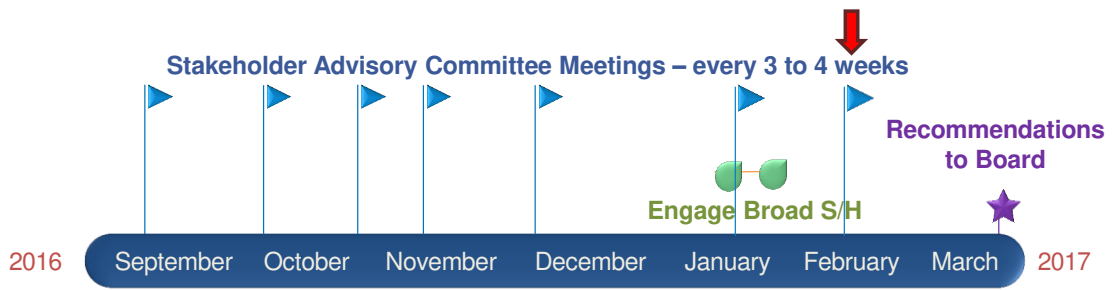 Stakeholder Advisory Committee Meetings – every 3 to 4 weeks
Recommendations
to Board
Engage Broad S/H
2016 September October November December January February March 2017